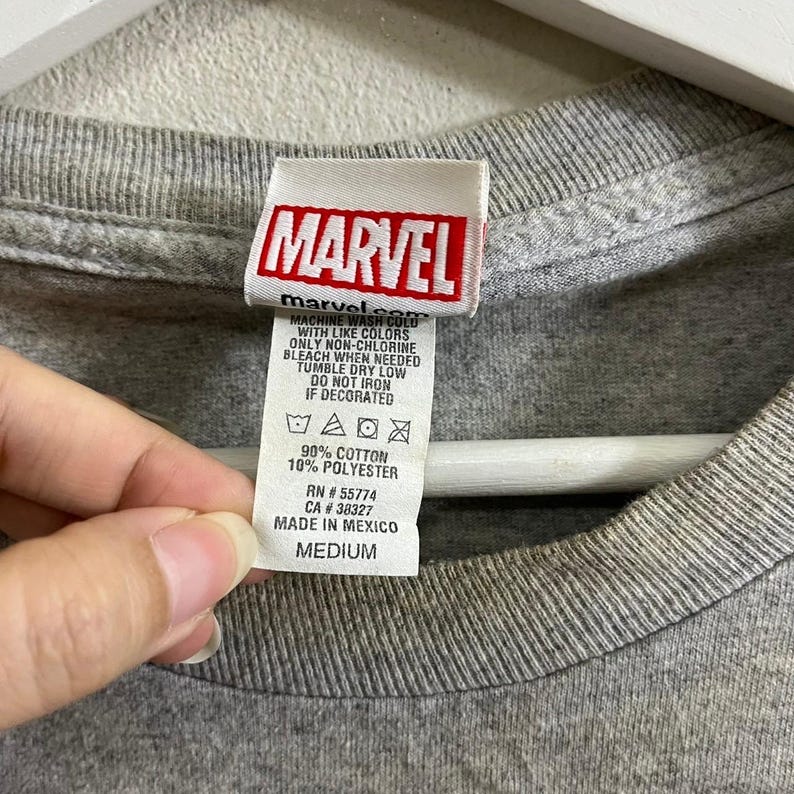 MARVEL
marvel.com
MACHINE WASH COLD
WITH LIKE COLORS
ONLY NON-CHLORINE
BLEACH WHEN NEEDED
TUMBLE DRY LOW
DO NOT IRON
IF DECORATED
90% COTTON
10% POLYESTER
RN # 55774
CA # 38327
MADE IN MEXICO
MEDIUM